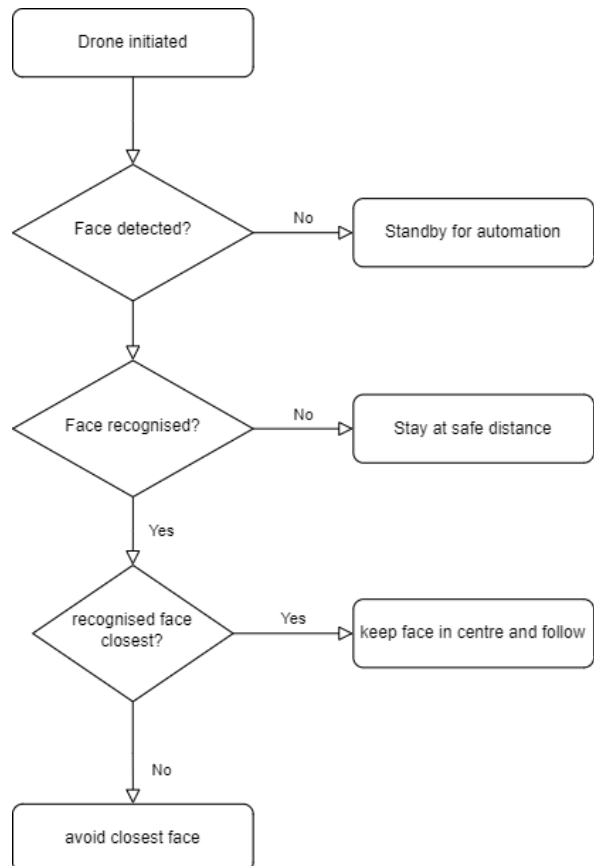 Drone initiated
Face detected?
No
Standby for automation
Face recognised?
No
Stay at safe distance
Yes
recognised face
closest?
Yes
keep face in centre and follow
No
avoid closest face